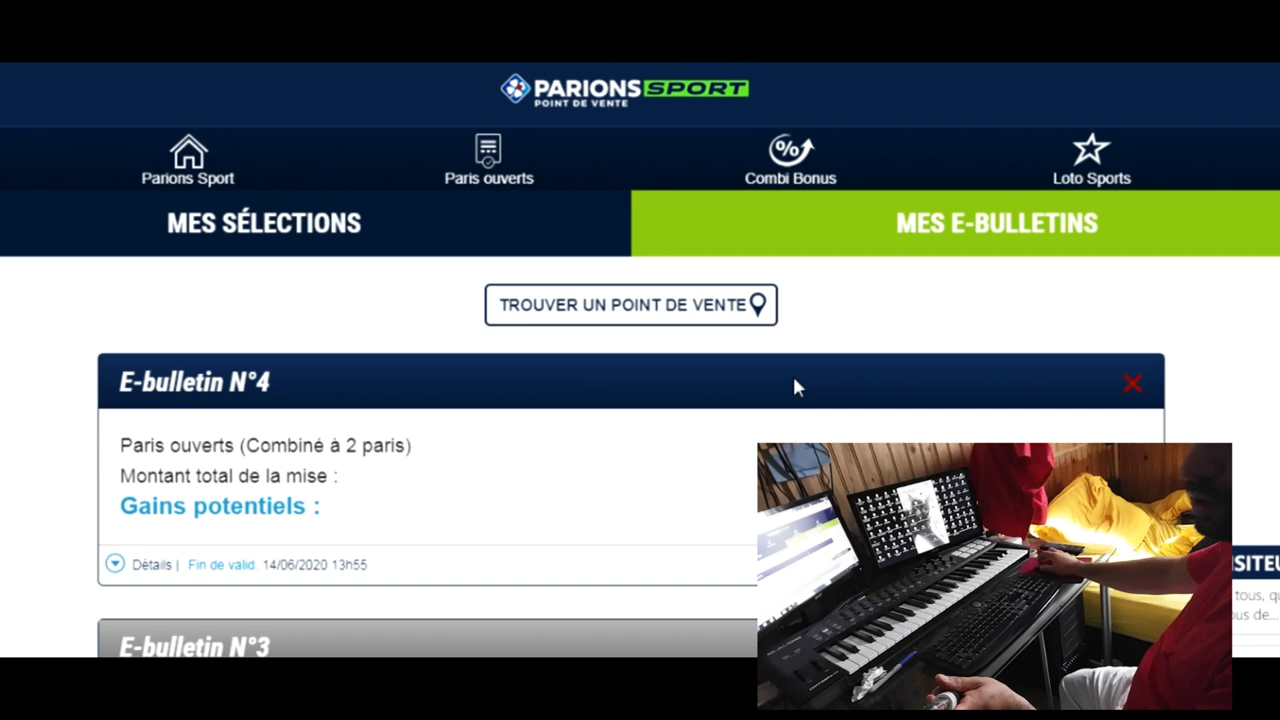 PARIONS SPORT
POINT DE VENTE
Parions Sport
Paris ouverts
Combi Bonus
Loto Sports
MES SÉLECTIONS
MES E-BULLETINS
TROUVER UN POINT DE VENTE
E-bulletin N°4
Paris ouverts (Combiné à 2 paris)
Montant total de la mise :
Gains potentiels :
Détails | Fin de valid. 14/06/2020 13h55
E-bulletin N°3